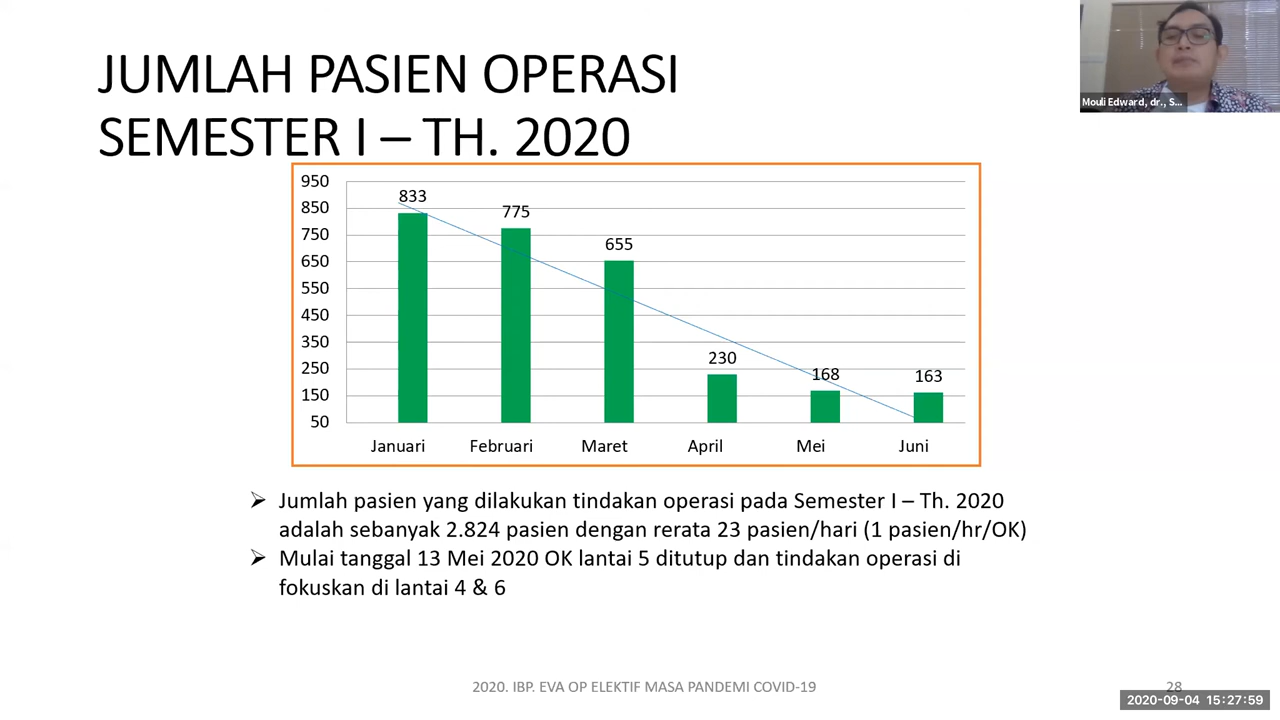 JUMLAH PASIEN OPERASI
SEMESTER I – TH. 2020
Mouli Edward, dr., S...
950
850
750
650
550
450
350
250
150
50
833
775
655
230
168
163
Januari
Februari
Maret
April
Mei
Juni
➢ Jumlah pasien yang dilakukan tindakan operasi pada Semester I – Th. 2020
adalah sebanyak 2.824 pasien dengan rerata 23 pasien/hari (1 pasien/hr/OK)
➢ Mulai tanggal 13 Mei 2020 OK lantai 5 ditutup dan tindakan operasi di
fokuskan di lantai 4 & 6
2020. IBP. EVA OP ELEKTIF MASA PANDEMI COVID-19
28
2020-09-04 15:27:59